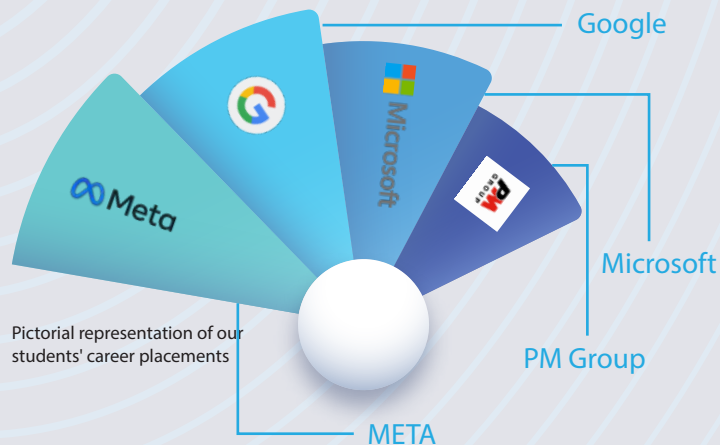 Google
Microsoft
Meta
PM
GROUP
Microsoft
Pictorial representation of our
students' career placements
PM Group
META